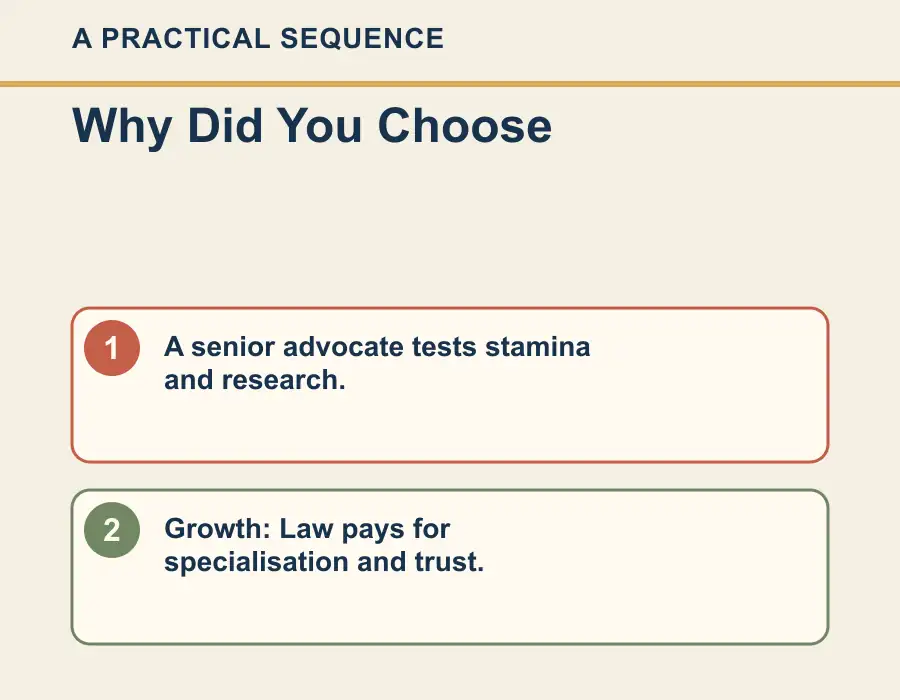 A PRACTICAL SEQUENCE
Why Did You Choose
1
A senior advocate tests stamina
and research.
2
Growth: Law pays for
specialisation and trust.